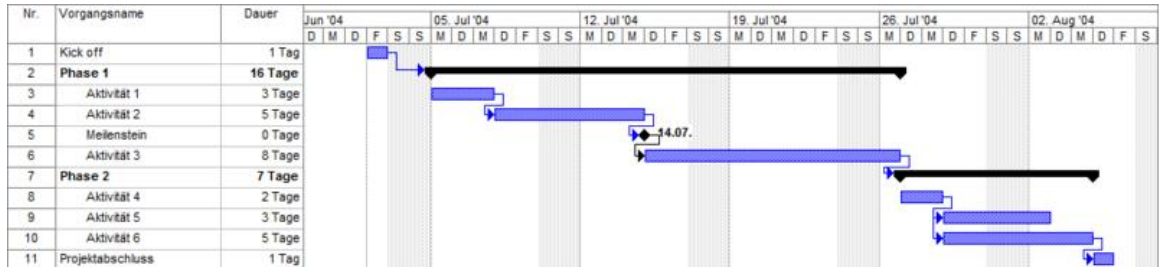 Nr. Vorgangsname Dauer Jun '04 05. Jul '04 12. Jul '04 19. Jul '04 26. Jul '04 02. Aug '04
D M D F S S M D M D F S S M D M D F S S M D M D F S S M D M D F S S M D M D F S
1 Kick off 1 Tag
2 Phase 1 16 Tage
3 Aktivität 1 3 Tage
4 Aktivität 2 5 Tage
5 Meilenstein 0 Tage 14.07.
6 Aktivität 3 8 Tage
7 Phase 2 7 Tage
8 Aktivität 4 2 Tage
9 Aktivität 5 3 Tage
10 Aktivität 6 5 Tage
11 Projektabschluss 1 Tag